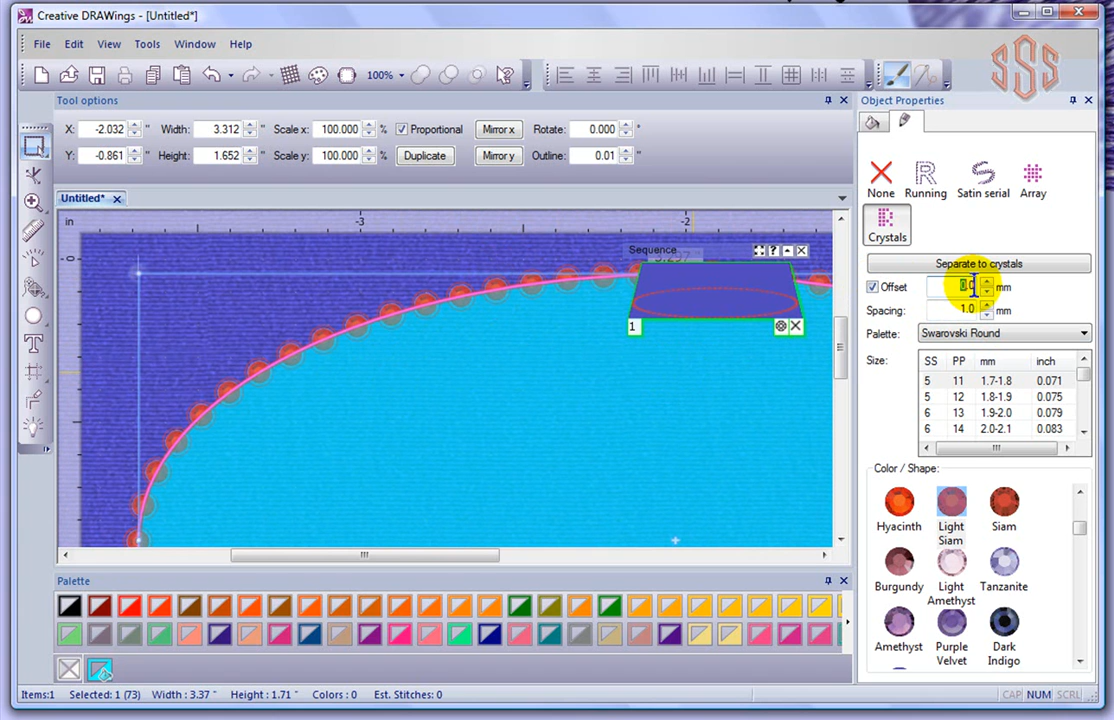 Creative DRAWings - [Untitled*]
File Edit View Tools Window Help
100%
SSS
Tool options
X: -2.032 " Width: 3.312 " Scale x: 100.000 % Proportional Mirror x Rotate: 0.000 °
Y: -0.861 " Height: 1.652 " Scale y: 100.000 % Duplicate Mirror y Outline: 0.01
Untitled*
in -3 -2
0
Sequence
1
Object Properties
None Running Satin serial Array
Crystals
Separate to crystals
Offset 0.0 mm
Spacing: 1.0 mm
Palette: Swarovski Round
Size: SS PP mm inch
5 11 1.7-1.8 0.071
5 12 1.8-1.9 0.075
6 13 1.9-2.0 0.079
6 14 2.0-2.1 0.083
Color / Shape:
Hyacinth Light Siam Siam
Burgundy Light Amethyst Tanzanite
Amethyst Purple Velvet Dark Indigo
Palette
Items:1 Selected: 1 (73) Width : 3.37 " Height : 1.71 " Colors : 0 Est. Stitches: 0
CAP NUM SCRL